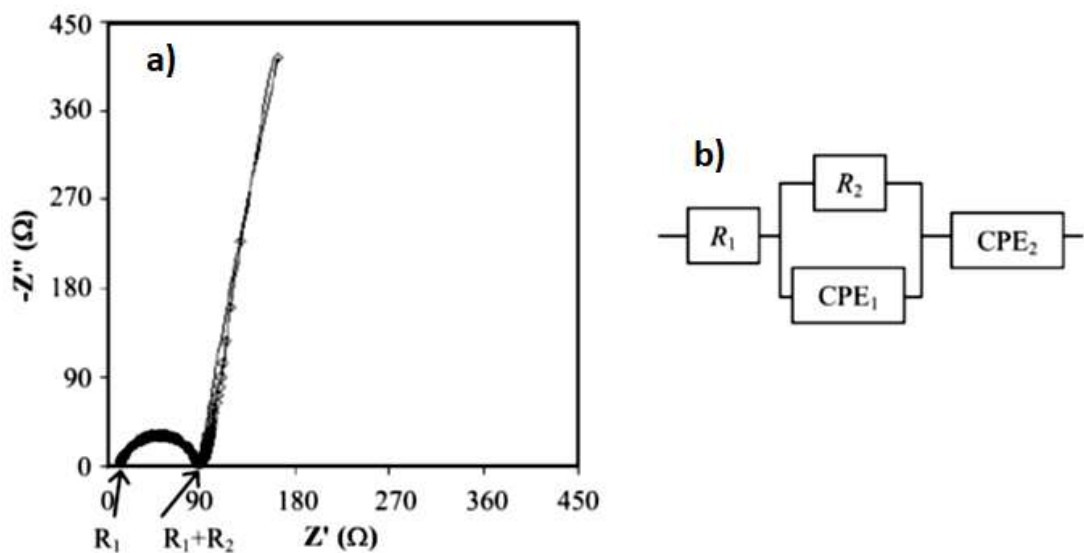 a)
450
360
270
180
90
0
-Z" (Ω)
0 90 180 270 360 450
R₁ R₁+R₂ Z' (Ω)
b)
R₂
R₁
CPE₂
CPE₁